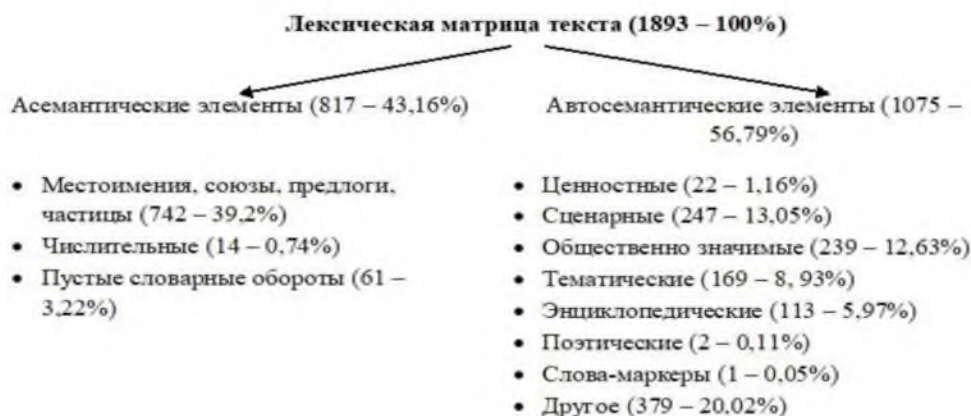 Лексическая матрица текста (1893 – 100%)
Асемантические элементы (817 – 43,16%)
• Местоимения, союзы, предлоги,
частицы (742 – 39,2%)
• Числительные (14 – 0,74%)
• Пустые словарные обороты (61 –
3,22%)
Автосемантические элементы (1075 –
56,79%)
• Ценностные (22 – 1,16%)
• Сценарные (247 – 13,05%)
• Общественно значимые (239 – 12,63%)
• Тематические (169 – 8, 93%)
• Энциклопедические (113 – 5,97%)
• Поэтические (2 – 0,11%)
• Слова-маркеры (1 – 0,05%)
• Другое (379 – 20,02%)